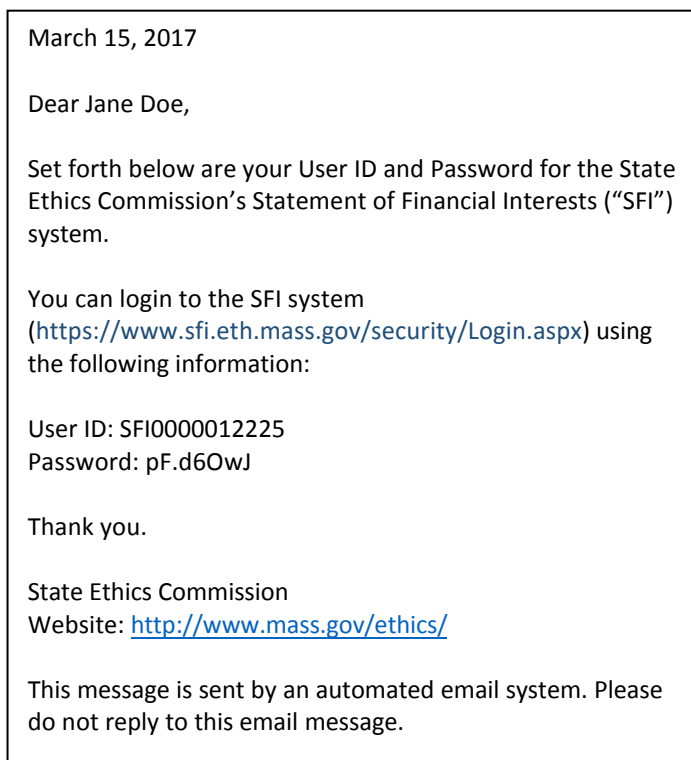 March 15, 2017
Dear Jane Doe,
Set forth below are your User ID and Password for the State
Ethics Commission’s Statement of Financial Interests (“SFI”)
system.
You can login to the SFI system
(https://www.sfi.eth.mass.gov/security/Login.aspx) using
the following information:
User ID: SFI0000012225
Password: pF.d6OwJ
Thank you.
State Ethics Commission
Website: http://www.mass.gov/ethics/
This message is sent by an automated email system. Please
do not reply to this email message.